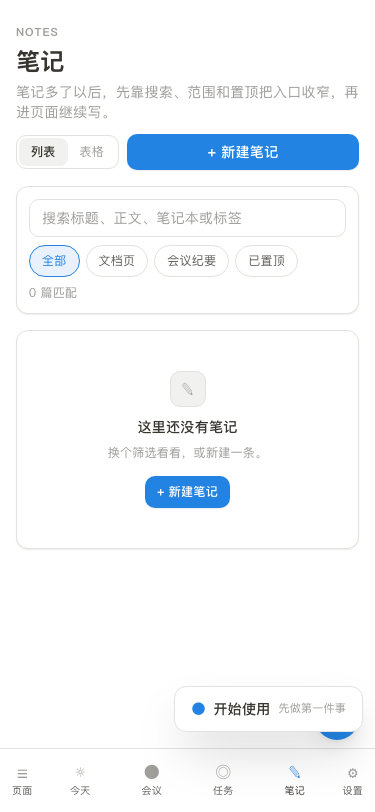 NOTES
笔记
笔记多了以后，先靠搜索、范围和置顶把入口收窄，再
进页面继续写。
列表 表格 + 新建笔记
搜索标题、正文、笔记本或标签
全部 文档页 会议纪要 已置顶
0 篇匹配
这里还没有笔记
换个筛选看看，或新建一条。
+ 新建笔记
开始使用 先做第一件事
页面 今天 会议 任务 笔记 设置